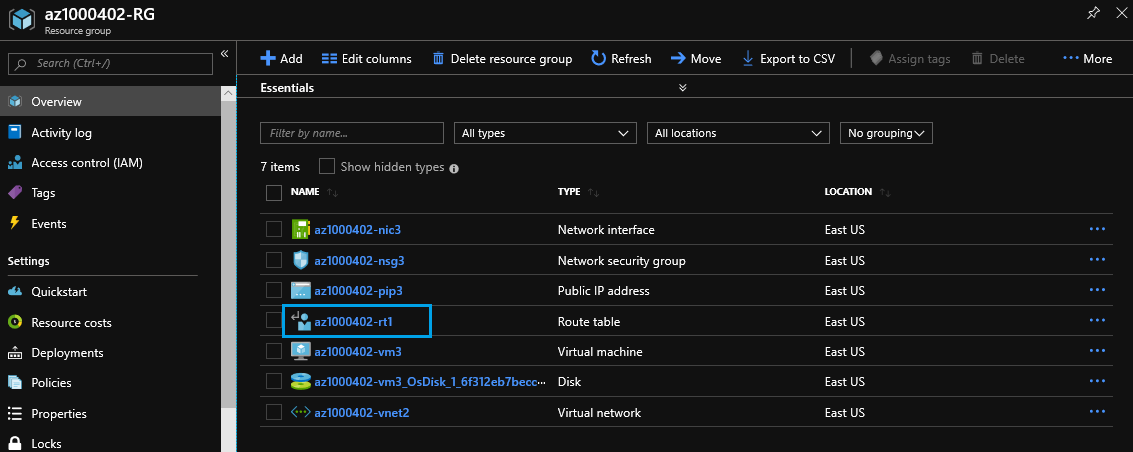 az1000402-RG
Resource group
Search (Ctrl+/)
Overview
Activity log
Access control (IAM)
Tags
Events
Settings
Quickstart
Resource costs
Deployments
Policies
Properties
Locks
Add Edit columns Delete resource group Refresh Move Export to CSV Assign tags Delete ··· More
Essentials
Filter by name... All types All locations No grouping
7 items Show hidden types
NAME TYPE LOCATION
az1000402-nic3 Network interface East US ···
az1000402-nsg3 Network security group East US ···
az1000402-pip3 Public IP address East US ···
az1000402-rt1 Route table East US ···
az1000402-vm3 Virtual machine East US ···
az1000402-vm3_OsDisk_1_6f312eb7becc··· Disk East US ···
az1000402-vnet2 Virtual network East US ···